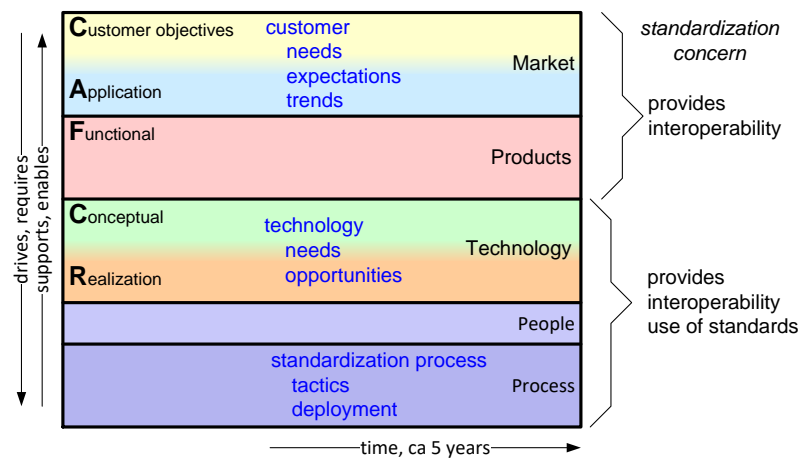 Customer objectives
customer
needs
expectations
trends
Market
Application
Functional
Products
Conceptual
technology
needs
opportunities
Technology
Realization
People
standardization process
tactics
deployment
Process
drives, requires
supports, enables
time, ca 5 years
standardization
concern
provides
interoperability
provides
interoperability
use of standards